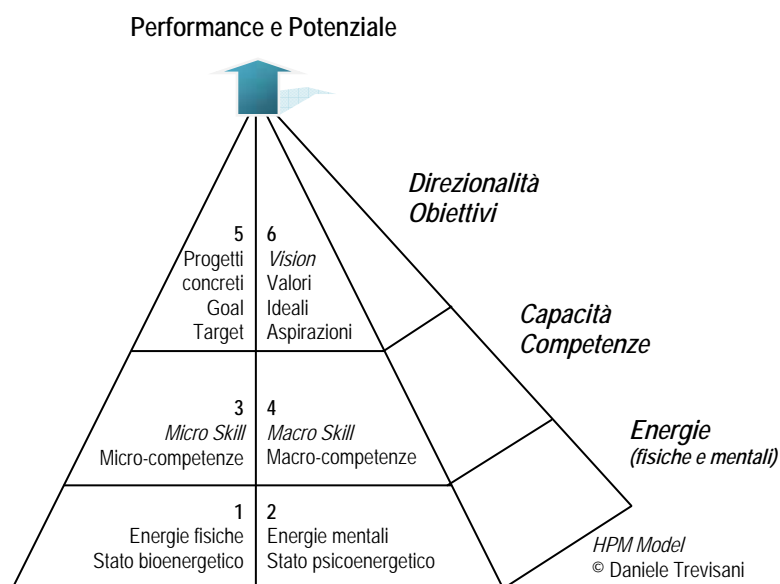 Performance e Potenziale
Direzionalità
Obiettivi
5
Progetti
concreti
Goal
Target
6
Vision
Valori
Ideali
Aspirazioni
Capacità
Competenze
3
Micro Skill
Micro-competenze
4
Macro Skill
Macro-competenze
Energie
(fisiche e mentali)
1
Energie fisiche
Stato bioenergetico
2
Energie mentali
Stato psicoenergetico
HPM Model
© Daniele Trevisani